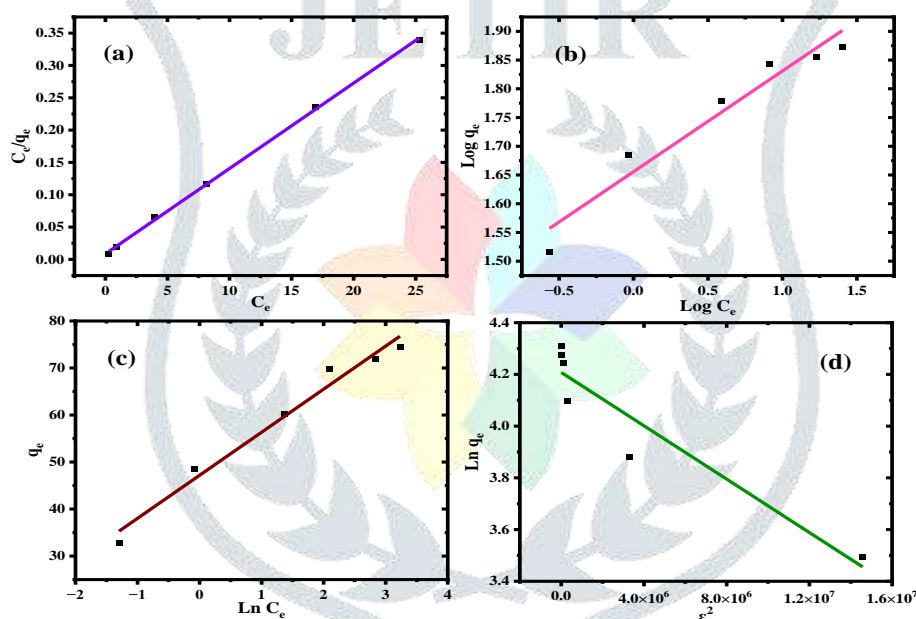 JETIR
(a)
0.35
0.30
0.25
0.20
0.15
0.10
0.05
0.00
Cₑ/qₑ
0 5 10 15 20 25
Cₑ
(b)
1.90
1.85
1.80
1.75
1.70
1.65
1.60
1.55
1.50
Log qₑ
−0.5 0.0 0.5 1.0 1.5
Log Cₑ
(c)
80
70
60
50
40
30
qₑ
−2 −1 0 1 2 3 4
Ln Cₑ
(d)
4.4
4.2
4.0
3.8
3.6
3.4
Ln qₑ
0.0 4.0×10⁶ 8.0×10⁶ 1.2×10⁷ 1.6×10⁷
ε²